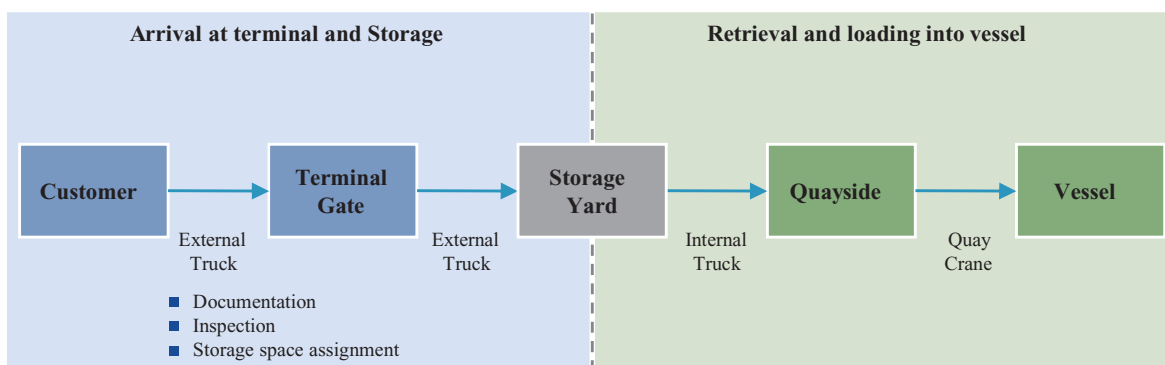 Arrival at terminal and Storage
Retrieval and loading into vessel
Customer
Terminal
Gate
Storage
Yard
Quayside
Vessel
External
Truck
External
Truck
Internal
Truck
Quay
Crane
Documentation
Inspection
Storage space assignment